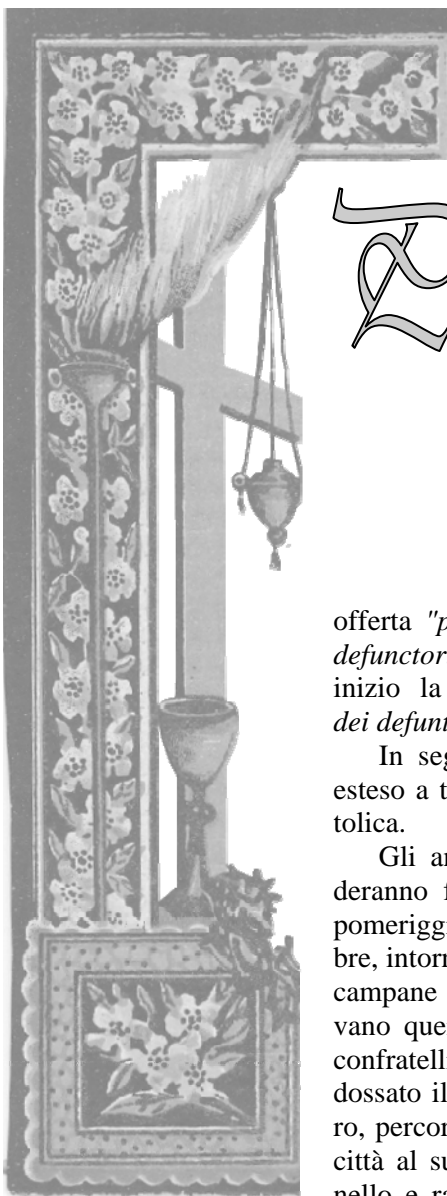 offerta "p
defunctor
inizio la
dei defunt
In seg
esteso a t
tolica.
Gli an
deranno f
pomerigg
bre, intorn
campane
vano que
confratell
dossato il
ro, percor
città al su
nello e r